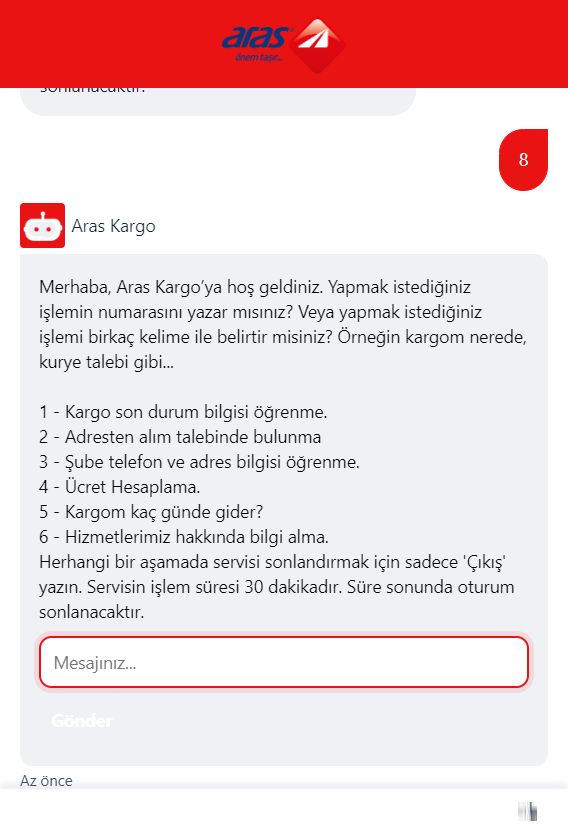 aras
önem taşır...
sonlanacaktır.
8
Aras Kargo
Merhaba, Aras Kargo’ya hoş geldiniz. Yapmak istediğiniz
işlemin numarasını yazar mısınız? Veya yapmak istediğiniz
işlemi birkaç kelime ile belirtir misiniz? Örneğin kargom nerede,
kurye talebi gibi...
1 - Kargo son durum bilgisi öğrenme.
2 - Adresten alım talebinde bulunma
3 - Şube telefon ve adres bilgisi öğrenme.
4 - Ücret Hesaplama.
5 - Kargom kaç günde gider?
6 - Hizmetlerimiz hakkında bilgi alma.
Herhangi bir aşamada servisi sonlandırmak için sadece 'Çıkış'
yazın. Servisin işlem süresi 30 dakikadır. Süre sonunda oturum
sonlanacaktır.
Mesajınız...
Gönder
Az önce